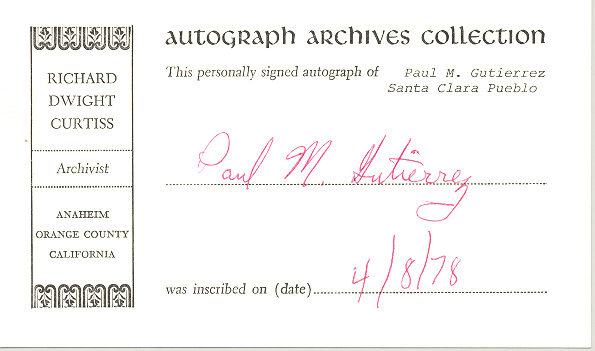 AUTOGRAPH ARCHIVES COLLECTION
RICHARD
DWIGHT
CURTISS
Archivist
ANAHEIM
ORANGE COUNTY
CALIFORNIA
This personally signed autograph of Paul M. Gutierrez
Santa Clara Pueblo
Paul M. Gutierrez
was inscribed on (date) 4/8/78